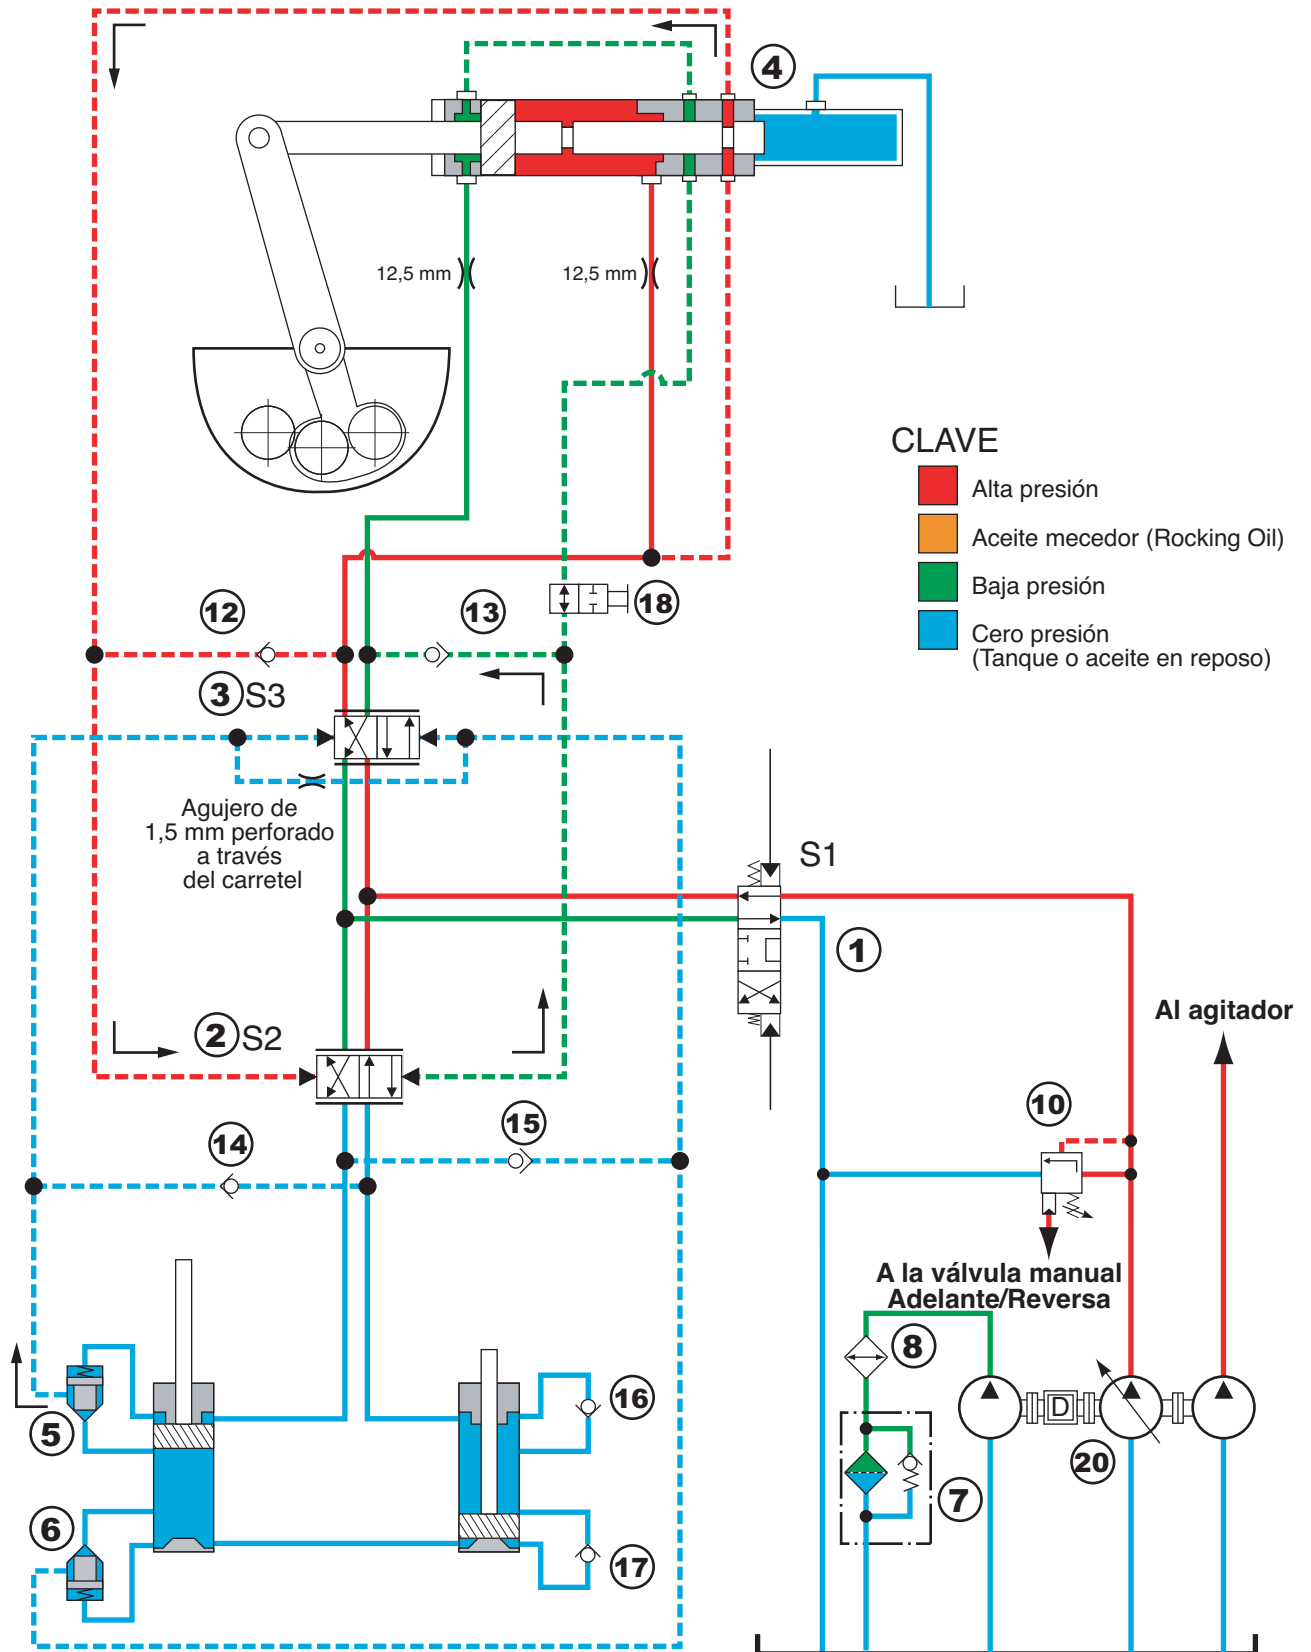 4
12,5 mm
12,5 mm
CLAVE
Alta presión
Aceite mecedor (Rocking Oil)
Baja presión
Cero presión
(Tanque o aceite en reposo)
12
13
18
3 S3
Agujero de
1,5 mm perforado
a través
del carretel
S1
1
2 S2
Al agitador
10
14
15
A la válvula manual
Adelante/Reversa
8
5
16
D
20
7
6
17